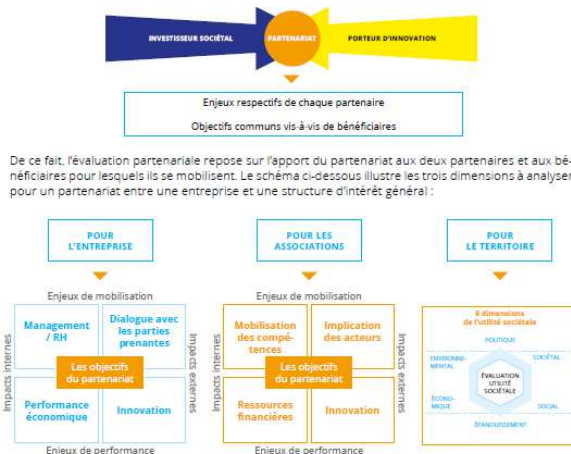 INVESTISSEUR SOCIÉTAL
PARTENARIAT
PORTEUR D'INNOVATION
Enjeux respectifs de chaque partenaire
Objectifs communs vis-à-vis de bénéficiaires
De ce fait, l'évaluation partenariale repose sur l'apport du partenariat aux deux partenaires et aux bé-
néficiaires pour lesquels ils se mobilisent. Le schéma ci-dessous illustre les trois dimensions à analyser
pour un partenariat entre une entreprise et une structure d'intérêt général :
POUR
L'ENTREPRISE
Enjeux de mobilisation
Impacts internes
Management
/ RH
Dialogue avec
les parties
prenantes
Les objectifs
du partenariat
Performance
économique
Innovation
Impacts externes
Enjeux de performance
POUR LES
ASSOCIATIONS
Enjeux de mobilisation
Impacts internes
Mobilisation
des compé-
tences
Implication
des acteurs
Les objectifs
du partenariat
Ressources
financières
Innovation
Impacts externes
Enjeux de performance
POUR
LE TERRITOIRE
6 dimensions
de l'utilité sociétale
POLITIQUE
ENVIRONNE-
MENTAL
SOCIÉTAL
ÉVALUATION
UTILITÉ
SOCIÉTALE
ÉCONO-
MIQUE
SOCIAL
ÉPANOUISSEMENT